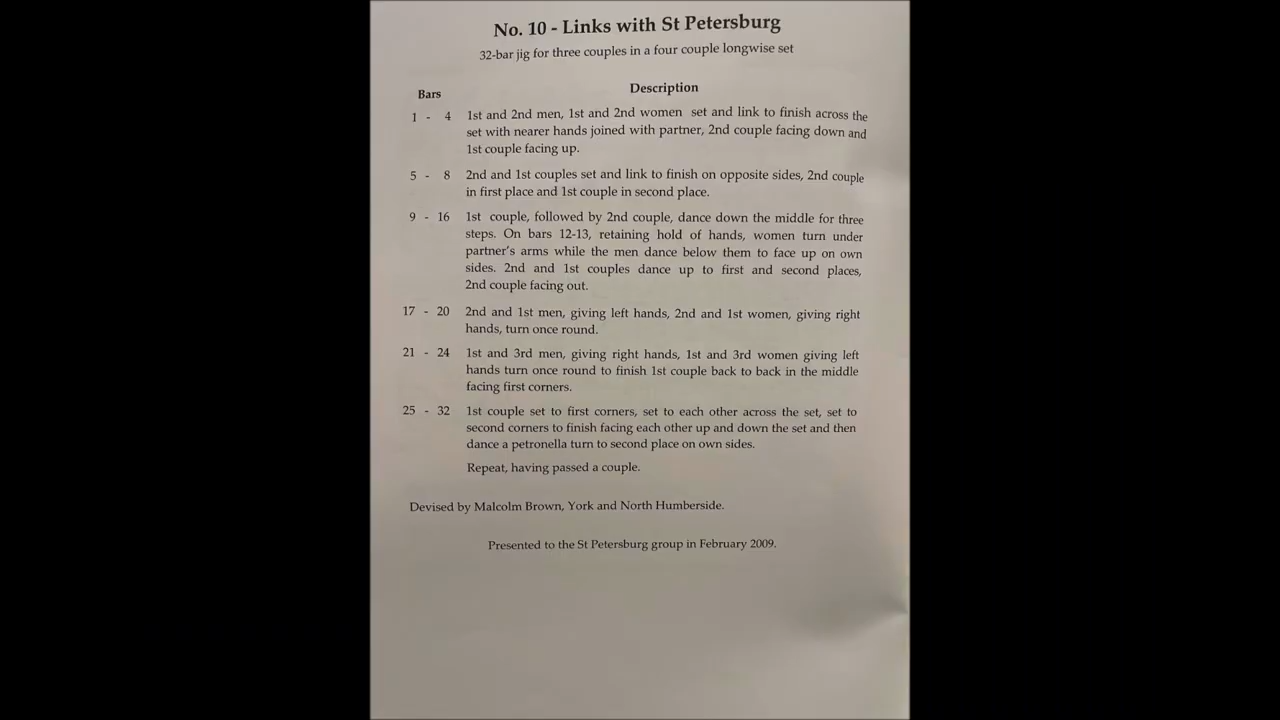 No. 10 - Links with St Petersburg
32-bar jig for three couples in a four couple longwise set
Bars Description
1 - 4 1st and 2nd men, 1st and 2nd women set and link to finish across the
set with nearer hands joined with partner, 2nd couple facing down and
1st couple facing up.
5 - 8 2nd and 1st couples set and link to finish on opposite sides, 2nd couple
in first place and 1st couple in second place.
9 - 16 1st couple, followed by 2nd couple, dance down the middle for three
steps. On bars 12-13, retaining hold of hands, women turn under
partner's arms while the men dance below them to face up on own
sides. 2nd and 1st couples dance up to first and second places,
2nd couple facing out.
17 - 20 2nd and 1st men, giving left hands, 2nd and 1st women, giving right
hands, turn once round.
21 - 24 1st and 3rd men, giving right hands, 1st and 3rd women giving left
hands turn once round to finish 1st couple back to back in the middle
facing first corners.
25 - 32 1st couple set to first corners, set to each other across the set, set to
second corners to finish facing each other up and down the set and then
dance a petronella turn to second place on own sides.
Repeat, having passed a couple.
Devised by Malcolm Brown, York and North Humberside.
Presented to the St Petersburg group in February 2009.